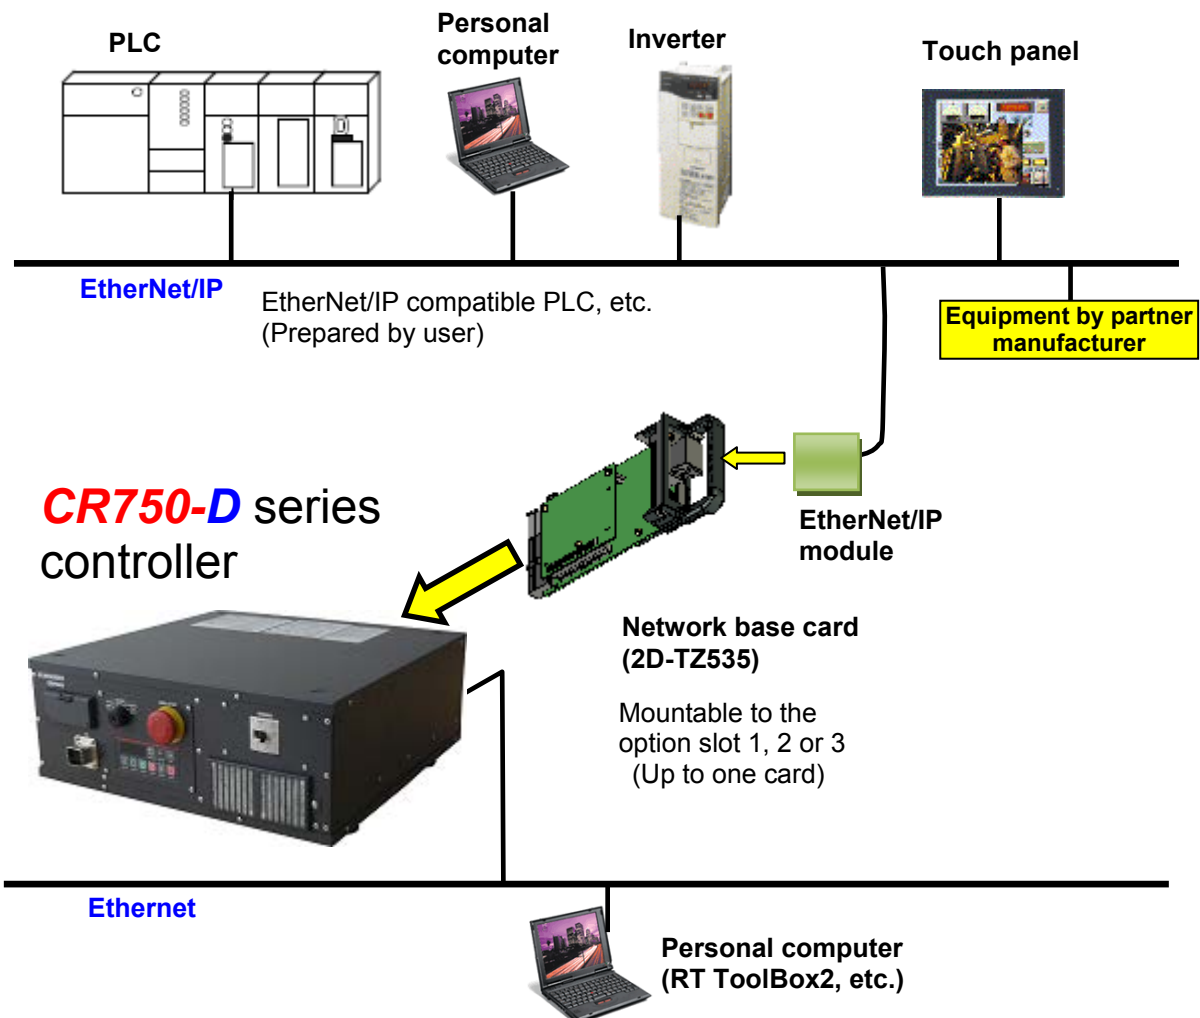 PLC
Personal
computer
Inverter
Touch panel
EtherNet/IP
EtherNet/IP compatible PLC, etc.
(Prepared by user)
Equipment by partner
manufacturer
CR750-D series
controller
EtherNet/IP
module
Network base card
(2D-TZ535)
Mountable to the
option slot 1, 2 or 3
(Up to one card)
Ethernet
Personal computer
(RT ToolBox2, etc.)